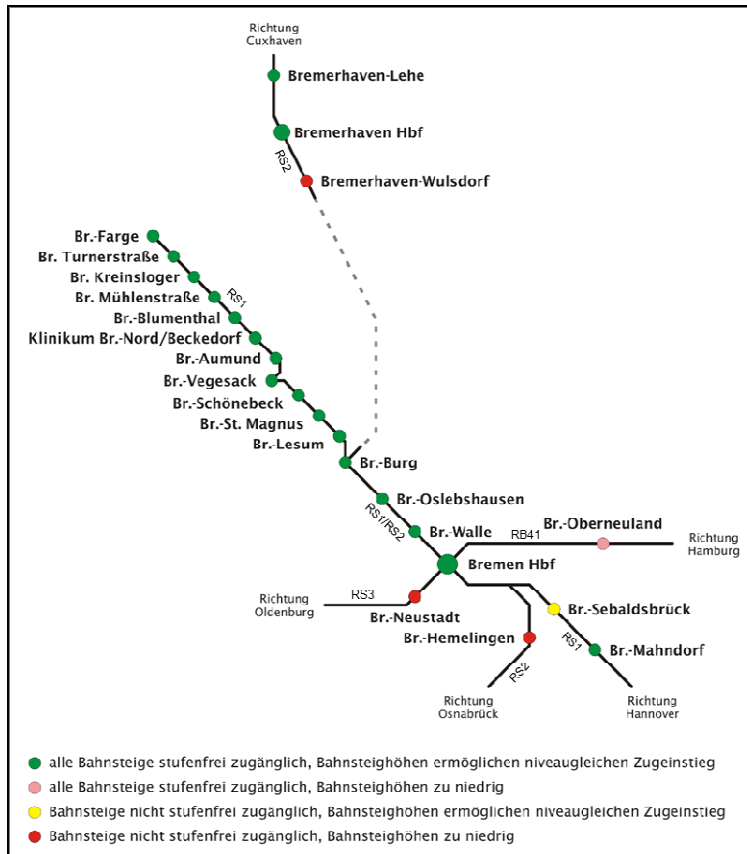 Richtung
Cuxhaven
Bremerhaven-Lehe
Bremerhaven Hbf
RS2
Bremerhaven-Wulsdorf
Br.-Farge
Br. Turnerstraße
Br. Kreinsloger
Br. Mühlenstraße
RS1
Br.-Blumenthal
Klinikum Br.-Nord/Beckedorf
Br.-Aumund
Br.-Vegesack
Br.-Schönebeck
Br.-St. Magnus
Br.-Lesum
Br.-Burg
Br.-Oslebshausen
RS1/RS2
Br.-Walle
Br.-Oberneuland
RB41
Richtung
Hamburg
Bremen Hbf
RS3
Richtung
Oldenburg
Br.-Neustadt
Br.-Sebaldsbrück
Br.-Hemelingen
RS1
Br.-Mahndorf
RS2
Richtung
Osnabrück
Richtung
Hannover
alle Bahnsteige stufenfrei zugänglich, Bahnsteighöhen ermöglichen niveaugleichen Zugeinstieg
alle Bahnsteige stufenfrei zugänglich, Bahnsteighöhen zu niedrig
Bahnsteige nicht stufenfrei zugänglich, Bahnsteighöhen ermöglichen niveaugleichen Zugeinstieg
Bahnsteige nicht stufenfrei zugänglich, Bahnsteighöhen zu niedrig